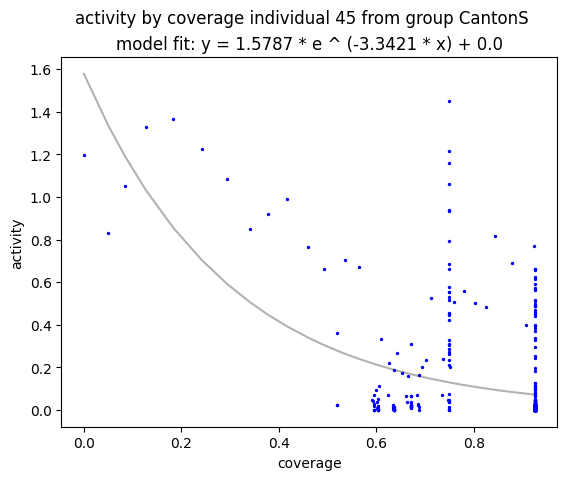 activity by coverage individual 45 from group CantonS
model fit: y = 1.5787 * e ^ (-3.3421 * x) + 0.0
1.6
1.4
1.2
1.0
0.8
0.6
0.4
0.2
0.0
activity
0.0 0.2 0.4 0.6 0.8
coverage